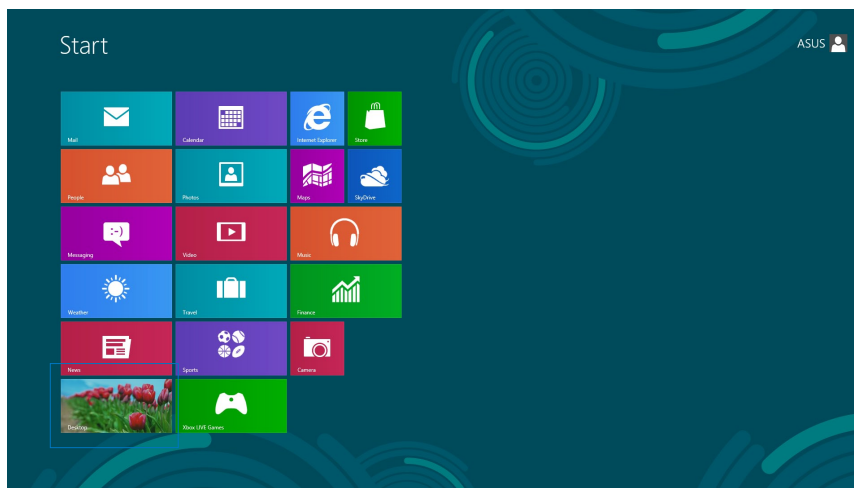 Start
ASUS
Mail
Calendar
Internet Explorer
Store
People
Photos
Maps
SkyDrive
:-)
Messaging
Video
Music
Weather
Travel
Finance
News
Sports
Camera
Desktop
Xbox LIVE Games